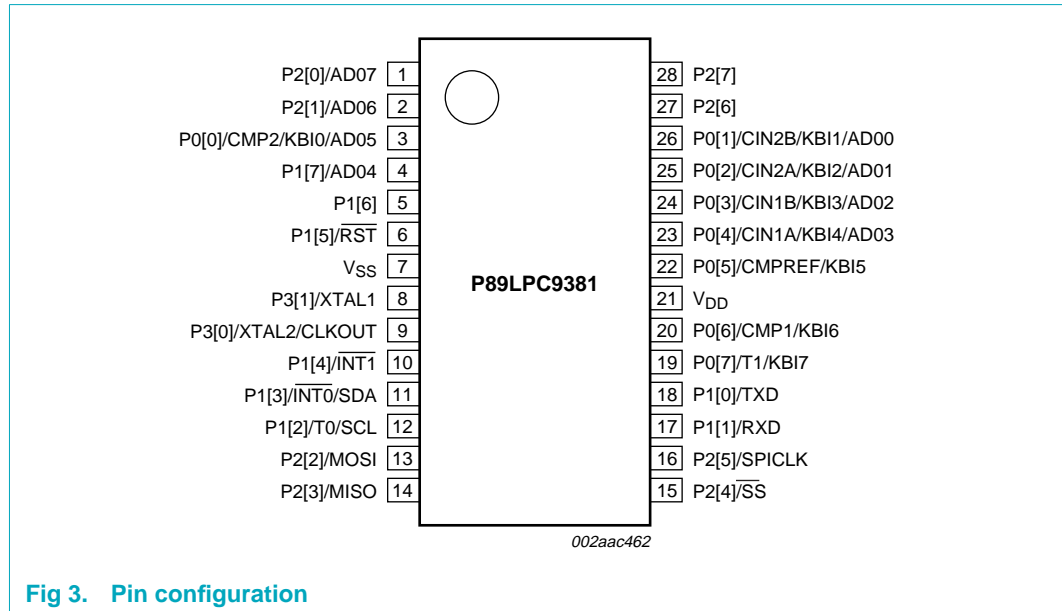 P2[0]/AD07 1 28 P2[7]
P2[1]/AD06 2 27 P2[6]
P0[0]/CMP2/KBI0/AD05 3 26 P0[1]/CIN2B/KBI1/AD00
P1[7]/AD04 4 25 P0[2]/CIN2A/KBI2/AD01
P1[6] 5 24 P0[3]/CIN1B/KBI3/AD02
P1[5]/R̅S̅T̅ 6 23 P0[4]/CIN1A/KBI4/AD03
VSS 7 22 P0[5]/CMPREF/KBI5
P89LPC9381
P3[1]/XTAL1 8 21 VDD
P3[0]/XTAL2/CLKOUT 9 20 P0[6]/CMP1/KBI6
P1[4]/I̅N̅T̅1̅ 10 19 P0[7]/T1/KBI7
P1[3]/I̅N̅T̅0̅/SDA 11 18 P1[0]/TXD
P1[2]/T0/SCL 12 17 P1[1]/RXD
P2[2]/MOSI 13 16 P2[5]/SPICLK
P2[3]/MISO 14 15 P2[4]/S̅S̅
002aac462
Fig 3. Pin configuration